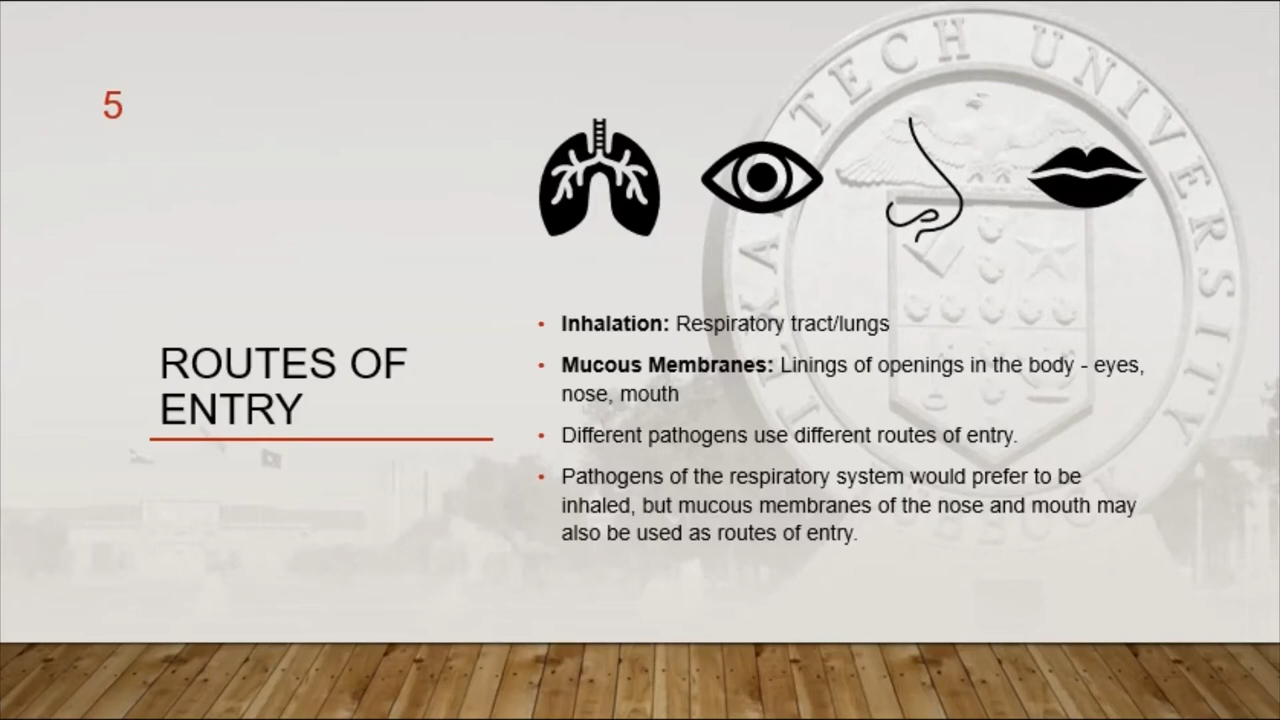 5
TEXAS TECH UNIVERSITY
ROUTES OF
ENTRY
• Inhalation: Respiratory tract/lungs
• Mucous Membranes: Linings of openings in the body - eyes,
nose, mouth
• Different pathogens use different routes of entry.
• Pathogens of the respiratory system would prefer to be
inhaled, but mucous membranes of the nose and mouth may
also be used as routes of entry.